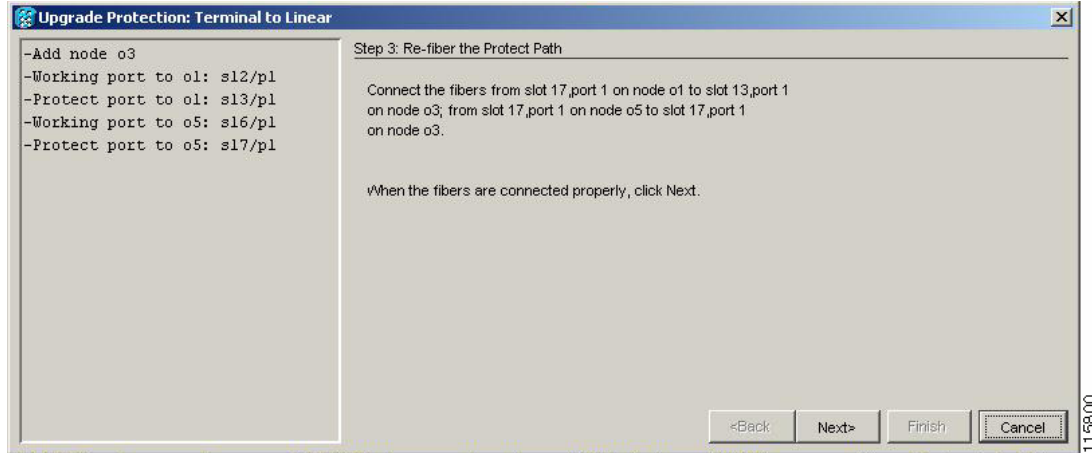 Upgrade Protection: Terminal to Linear
-Add node o3
-Working port to o1: s12/p1
-Protect port to o1: s13/p1
-Working port to o5: s16/p1
-Protect port to o5: s17/p1
Step 3: Re-fiber the Protect Path
Connect the fibers from slot 17,port 1 on node o1 to slot 13,port 1
on node o3; from slot 17,port 1 on node o5 to slot 17,port 1
on node o3.
When the fibers are connected properly, click Next.
<Back
Next>
Finish
Cancel
115800